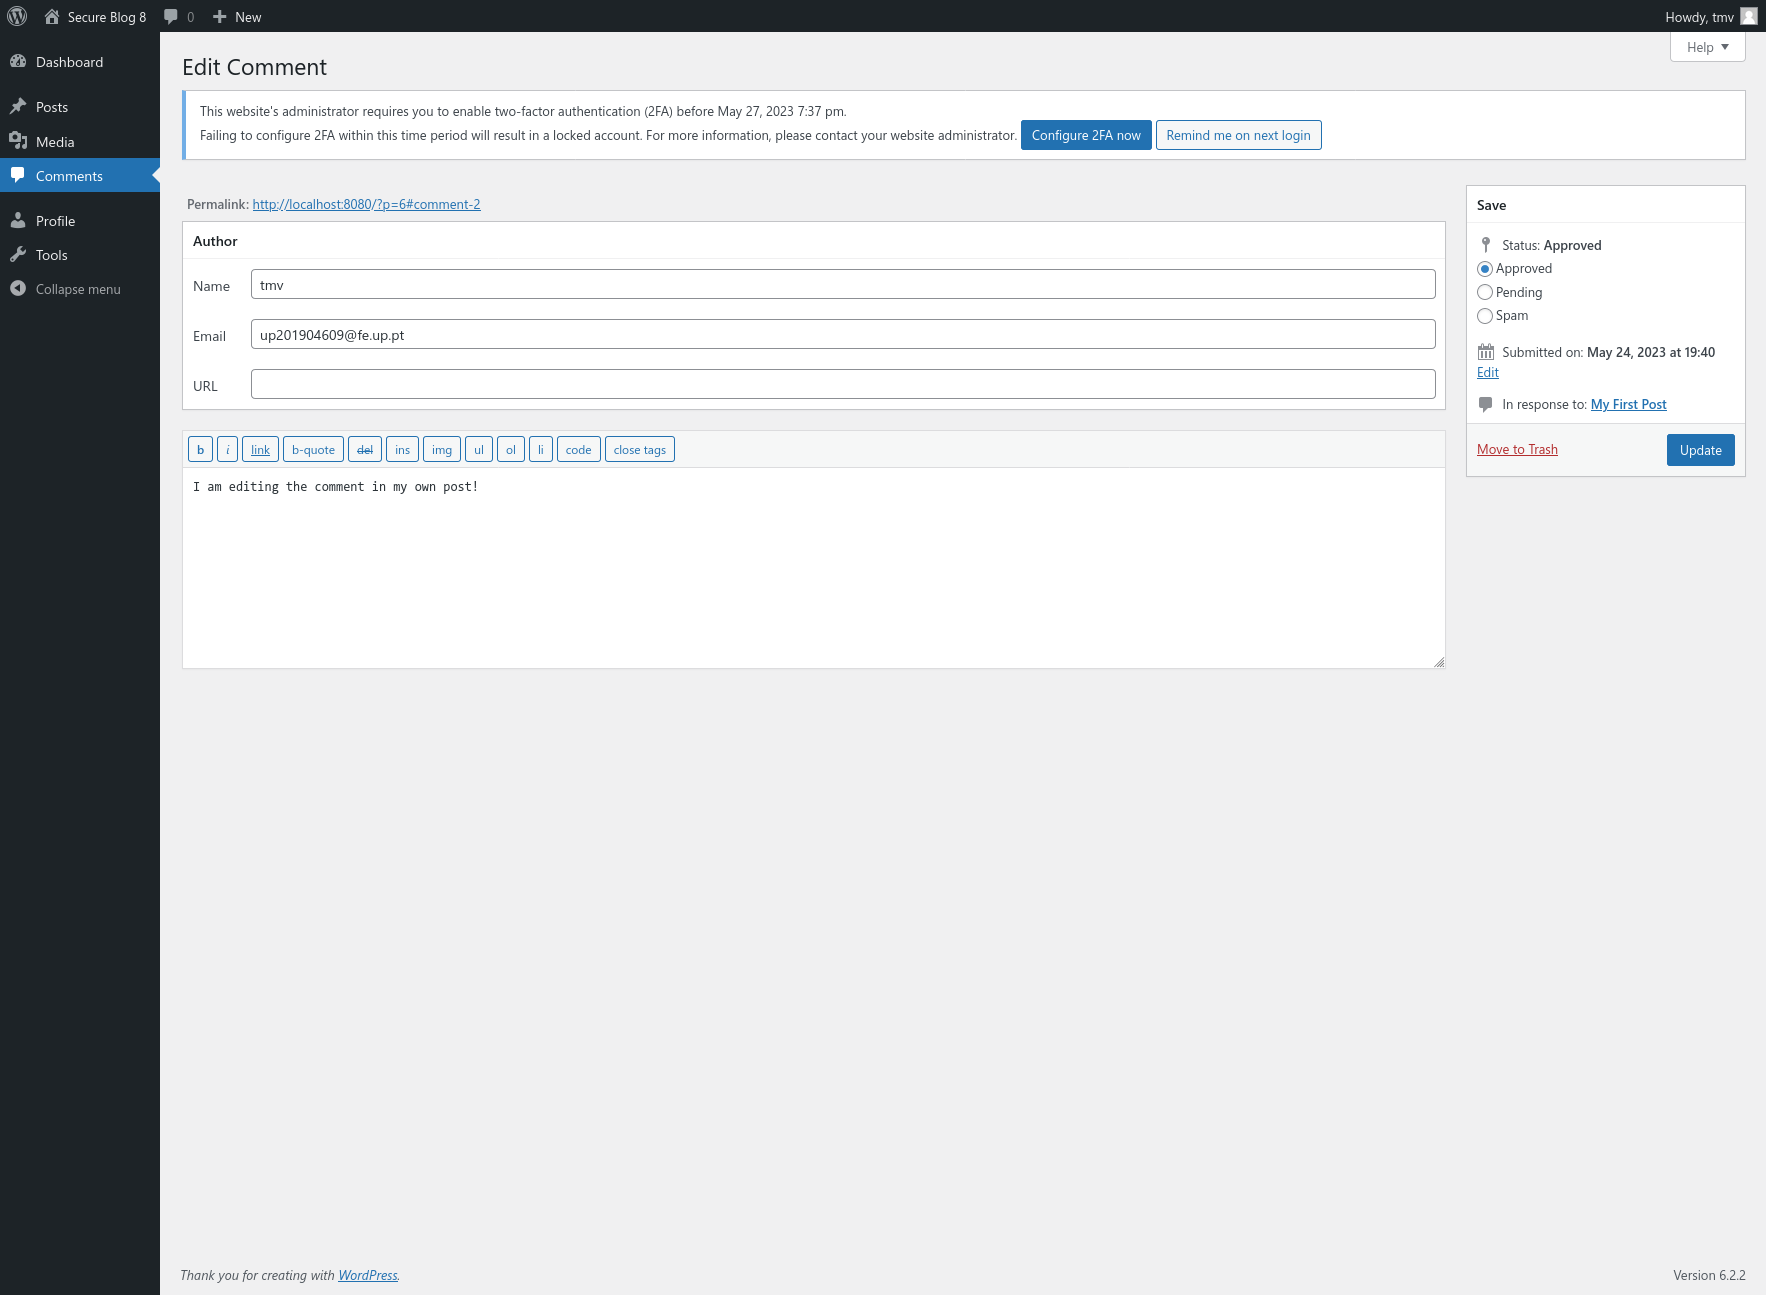 Secure Blog 8 0 New Howdy, tmv
Help
Dashboard
Posts
Media
Comments
Profile
Tools
Collapse menu
Edit Comment
This website's administrator requires you to enable two-factor authentication (2FA) before May 27, 2023 7:37 pm.
Failing to configure 2FA within this time period will result in a locked account. For more information, please contact your website administrator. Configure 2FA now Remind me on next login
Permalink: http://localhost:8080/?p=6#comment-2
Author
Name tmv
Email up201904609@fe.up.pt
URL
b i link b-quote del ins img ul ol li code close tags
I am editing the comment in my own post!
Save
Status: Approved
Approved
Pending
Spam
Submitted on: May 24, 2023 at 19:40
Edit
In response to: My First Post
Move to Trash Update
Thank you for creating with WordPress. Version 6.2.2